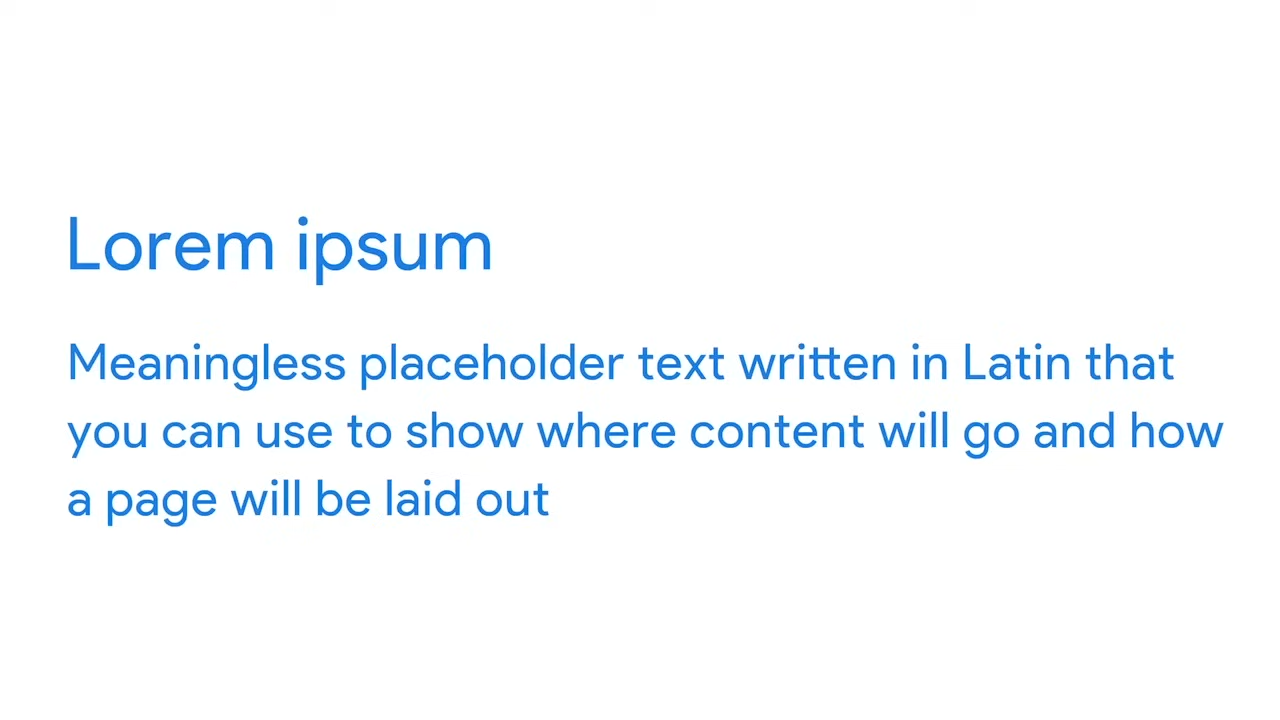 Lorem ipsum
Meaningless placeholder text written in Latin that
you can use to show where content will go and how
a page will be laid out